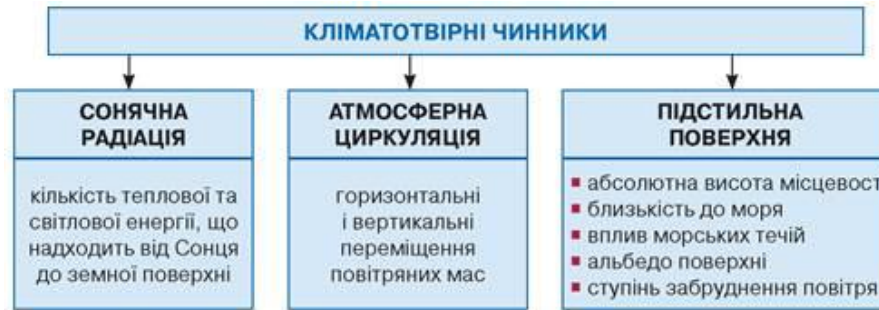 КЛІМАТОТВІРНІ ЧИННИКИ
СОНЯЧНА
РАДІАЦІЯ
кількість теплової та
світлової енергії, що
надходить від Сонця
до земної поверхні
АТМОСФЕРНА
ЦИРКУЛЯЦІЯ
горизонтальні
і вертикальні
переміщення
повітряних мас
ПІДСТИЛЬНА
ПОВЕРХНЯ
▪ абсолютна висота місцевост
▪ близькість до моря
▪ вплив морських течій
▪ альбедо поверхні
▪ ступінь забруднення повітря